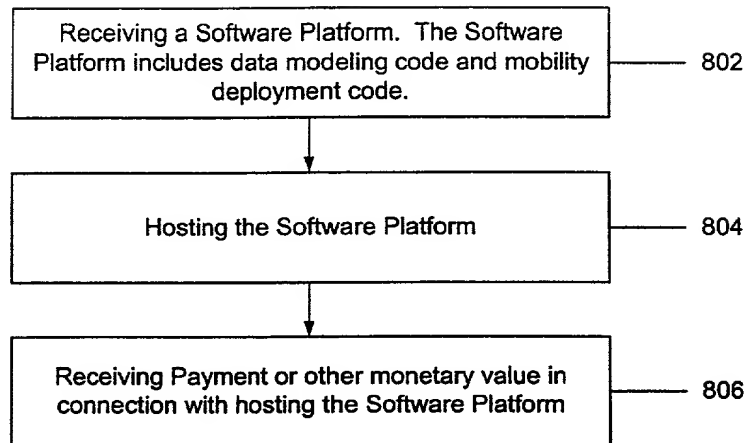 Receiving a Software Platform. The Software
Platform includes data modeling code and mobility
deployment code.
802
Hosting the Software Platform
804
Receiving Payment or other monetary value in
connection with hosting the Software Platform
806